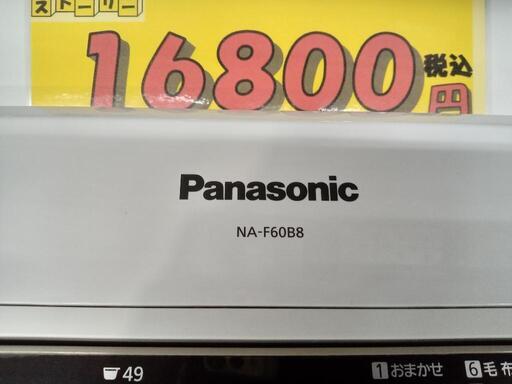 ストーリー
16800税込円
Panasonic
NA-F60B8
49
1おまかせ 6毛布